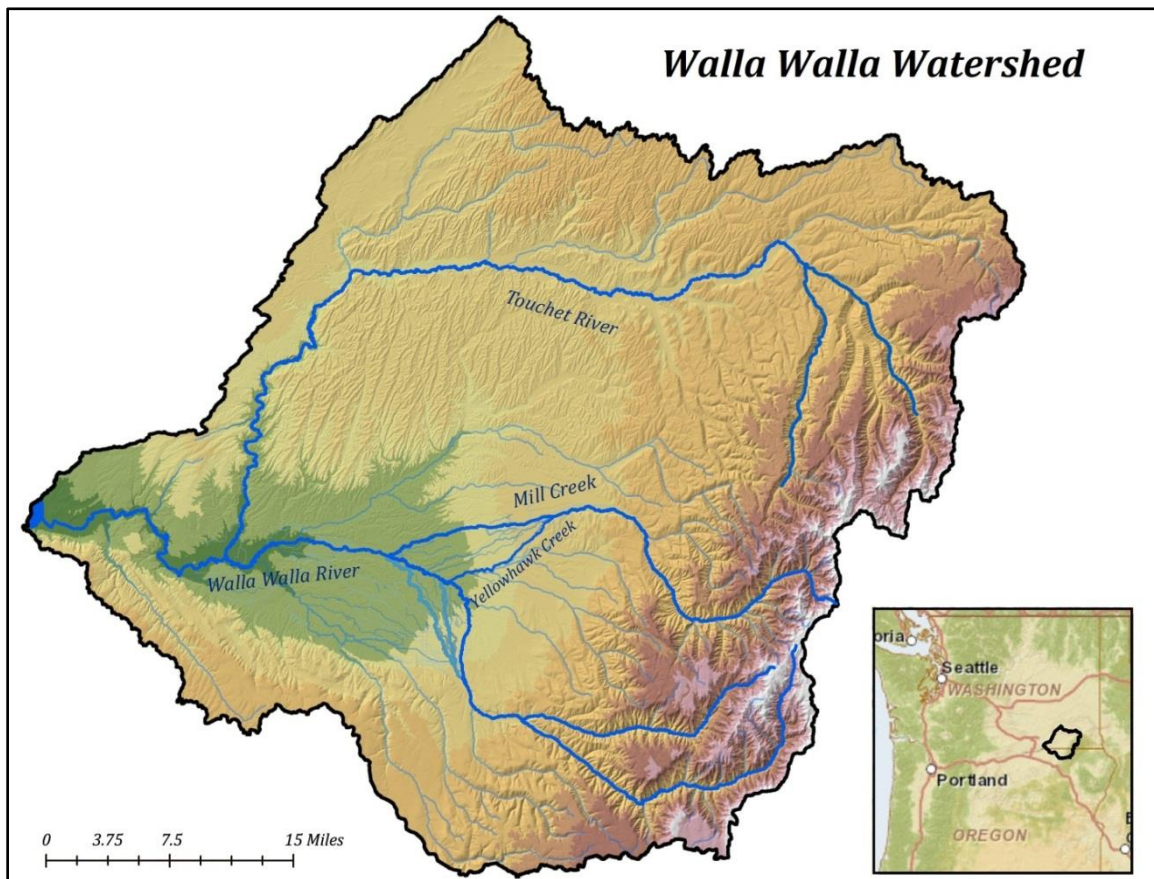 Walla Walla Watershed
Touchet River
Mill Creek
Yellowhawk Creek
Walla Walla River
0 3.75 7.5 15 Miles
oria
Seattle
WASHINGTON
Portland
OREGON